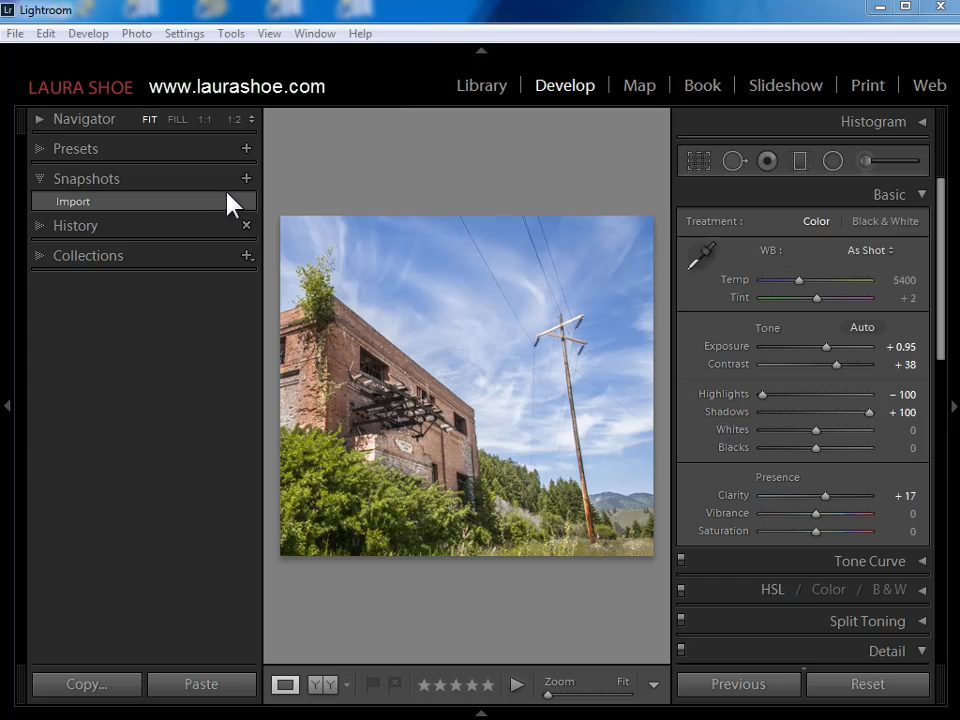 Lr Lightroom
File Edit Develop Photo Settings Tools View Window Help
LAURA SHOE www.laurashoe.com Library Develop Map Book Slideshow Print Web
Navigator FIT FILL 1:1 1:2
Presets
Snapshots
Import
History
Collections
Copy... Paste
Zoom Fit
Histogram
Basic
Treatment : Color Black & White
WB : As Shot
Temp 5400
Tint + 2
Tone Auto
Exposure + 0.95
Contrast + 38
Highlights − 100
Shadows + 100
Whites 0
Blacks 0
Presence
Clarity + 17
Vibrance 0
Saturation 0
Tone Curve
HSL / Color / B & W
Split Toning
Detail
Previous Reset